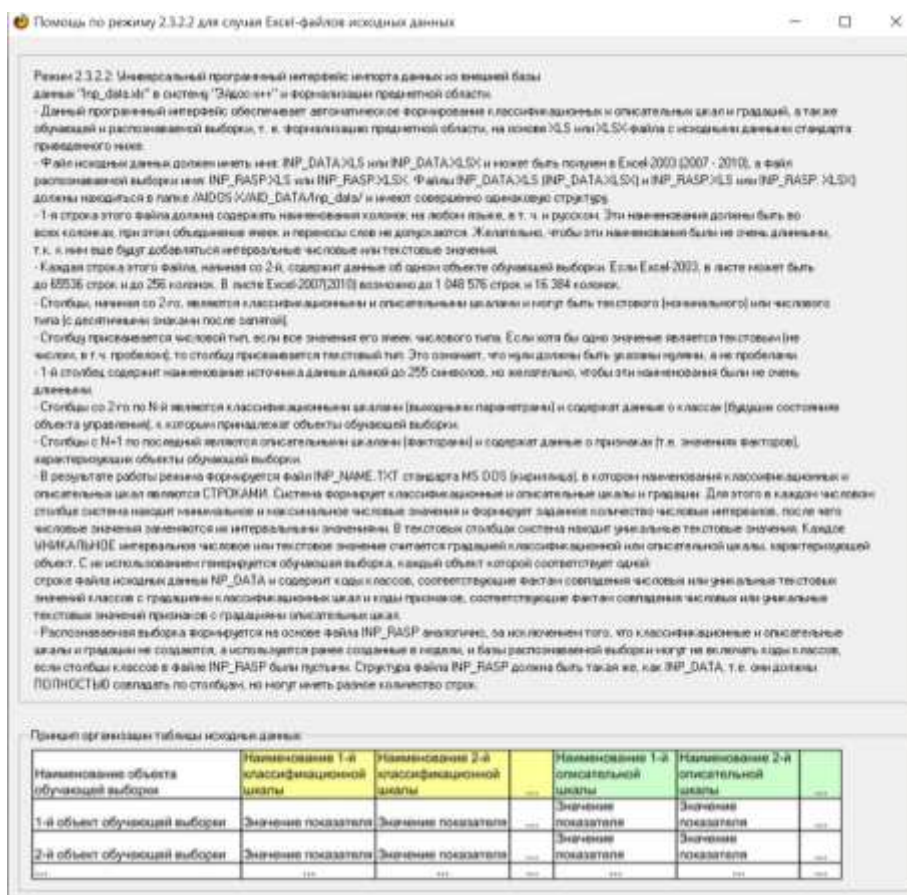 Помощь по режиму 2.3.2.2 для случая Excel-файлов исходных данных
Режим 2.3.2.2: Универсальный программный интерфейс импорта данных из внешней базы
данных "Inp_data.xls" в систему "Эйдос-х++" и формализации предметной области.
- Данный программный интерфейс обеспечивает автоматическое формирование классификационных и описательных шкал и градаций, а также
обучающей и распознаваемой выборки, т. е. формализацию предметной области, на основе XLS или XLSX-файла с исходными данными стандарта
приведенного ниже.
- Файл исходных данных должен иметь имя: INP_DATA.XLS или INP_DATA.XLSX и может быть получен в Excel-2003 (2007 - 2010), а файл
распознаваемой выборки имя: INP_RASP.XLS или INP_RASP.XLSX. Файлы INP_DATA.XLS (INP_DATA.XLSX) и INP_RASP.XLS или INP_RASP. XLSX)
должны находиться в папке /AIDOS-X/AID_DATA/Inp_data/ и имеют совершенно одинаковую структуру.
- 1-я строка этого файла должна содержать наименования колонок на любом языке, в т. ч. и русском. Эти наименования должны быть во
всех колонках, при этом объединение ячеек и переносы слов не допускаются. Желательно, чтобы эти наименования были не очень длинными,
т.к. к ним еще будут добавляться интервальные числовые или текстовые значения.
- Каждая строка этого файла, начиная со 2-й, содержит данные об одном объекте обучающей выборки. Если Excel-2003, в листе может быть
до 65536 строк и до 256 колонок. В листе Excel-2007(2010) возможно до 1 048 576 строк и 16 384 колонок.
- Столбцы, начиная со 2-го, являются классификационными и описательными шкалами и могут быть текстового (номинального) или числового
типа (с десятичными знаками после запятой).
- Столбцу присваивается числовой тип, если все значения его ячеек числового типа. Если хотя бы одно значение является текстовым (не
числом, в т.ч. пробелом), то столбцу присваивается текстовый тип. Это означает, что нули должны быть указаны нулями, а не пробелами.
- 1-й столбец содержит наименование источника данных длиной до 255 символов, но желательно, чтобы эти наименования были не очень
длинными.
- Столбцы со 2-го по N-й являются классификационными шкалами (выходными параметрами) и содержат данные о классах (будущих состояниях
объекта управления), к которым принадлежат объекты обучающей выборки.
- Столбцы с N+1 по последний являются описательными шкалами (факторами) и содержат данные о признаках (т.е. значениях факторов),
характеризующих объекты обучающей выборки.
- В результате работы режима формируется файл INP_NAME.TXT стандарта MS DOS (кириллица), в котором наименования классификационных и
описательных шкал являются СТРОКАМИ. Система формирует классификационные и описательные шкалы и градации. Для этого в каждом числовом
столбце система находит минимальное и максимальное числовые значения и формирует заданное количество числовых интервалов, после чего
числовые значения заменяются их интервальными значениями. В текстовых столбцах система находит уникальные текстовые значения. Каждое
УНИКАЛЬНОЕ интервальное числовое или текстовое значение считается градацией классификационной или описательной шкалы, характеризующей
объект. С их использованием генерируется обучающая выборка, каждый объект которой соответствует одной
строке файла исходных данных NP_DATA и содержит коды классов, соответствующие фактам совпадения числовых или уникальных текстовых
значений классов с градациями классификационных шкал и коды признаков, соответствующие фактам совпадения числовых или уникальных
текстовых значений признаков с градациями описательных шкал.
- Распознаваемая выборка формируется на основе файла INP_RASP аналогично, за исключением того, что классификационные и описательные
шкалы и градации не создаются, а используются ранее созданные в модели, и базы распознаваемой выборки могут не включать коды классов,
если столбцы классов в файле INP_RASP были пустыми. Структура файла INP_RASP должна быть такая же, как INP_DATA, т.е. они должны
ПОЛНОСТЬЮ совпадать по столбцам, но могут иметь разное количество строк.
Принцип организации таблицы исходных данных:
Наименование объекта обучающей выборки
Наименование 1-й классификационной шкалы
Наименование 2-й классификационной шкалы
...
Наименование 1-й описательной шкалы
Наименование 2-й описательной шкалы
...
1-й объект обучающей выборки
Значение показателя
Значение показателя
...
Значение показателя
Значение показателя
...
2-й объект обучающей выборки
Значение показателя
Значение показателя
...
Значение показателя
Значение показателя
...
...
...
...
...
...
...
...